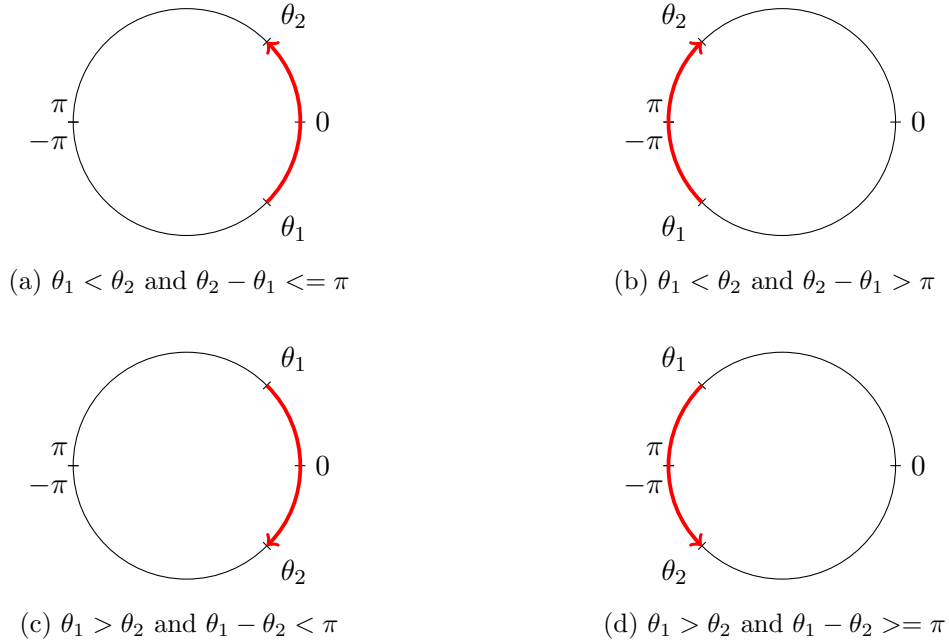 θ₂
π
−π
0
θ₁
(a) θ₁ < θ₂ and θ₂ − θ₁ <= π
θ₂
π
−π
0
θ₁
(b) θ₁ < θ₂ and θ₂ − θ₁ > π
θ₁
π
−π
0
θ₂
(c) θ₁ > θ₂ and θ₁ − θ₂ < π
θ₁
π
−π
0
θ₂
(d) θ₁ > θ₂ and θ₁ − θ₂ >= π